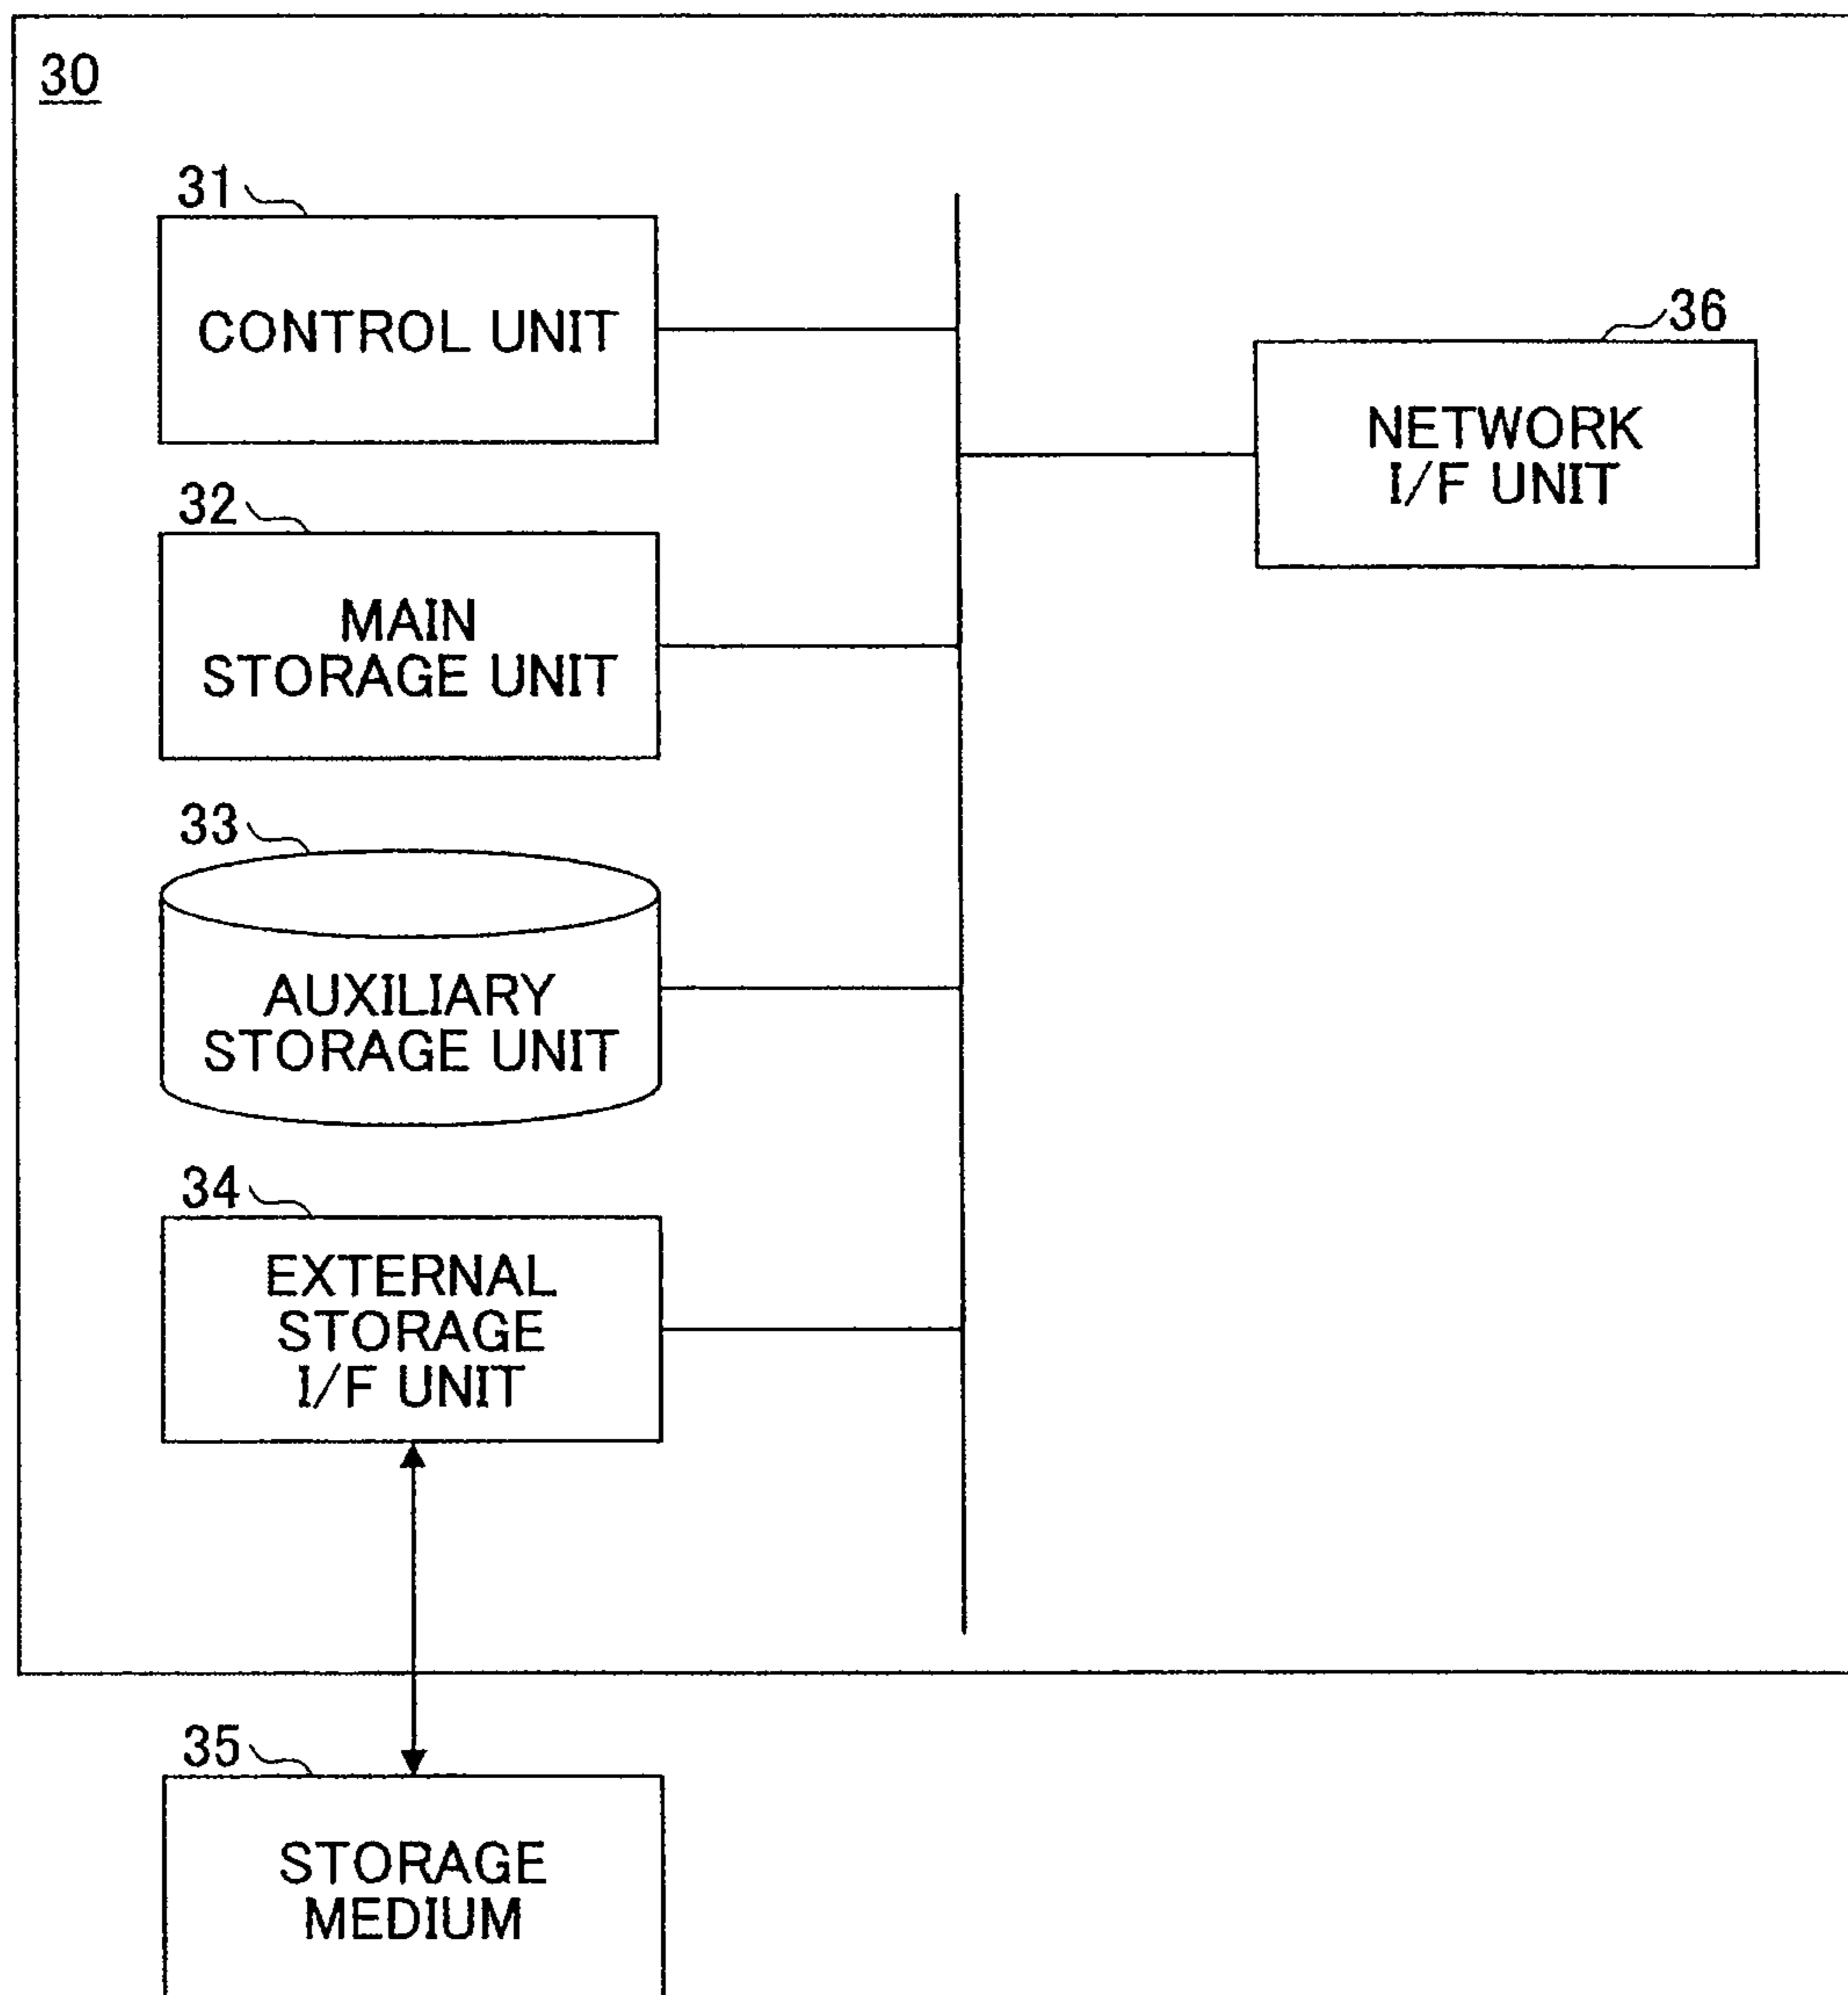 30
31
CONTROL UNIT
36
NETWORK
I/F UNIT
32
MAIN
STORAGE UNIT
33
AUXILIARY
STORAGE UNIT
34
EXTERNAL
STORAGE
I/F UNIT
35
STORAGE
MEDIUM